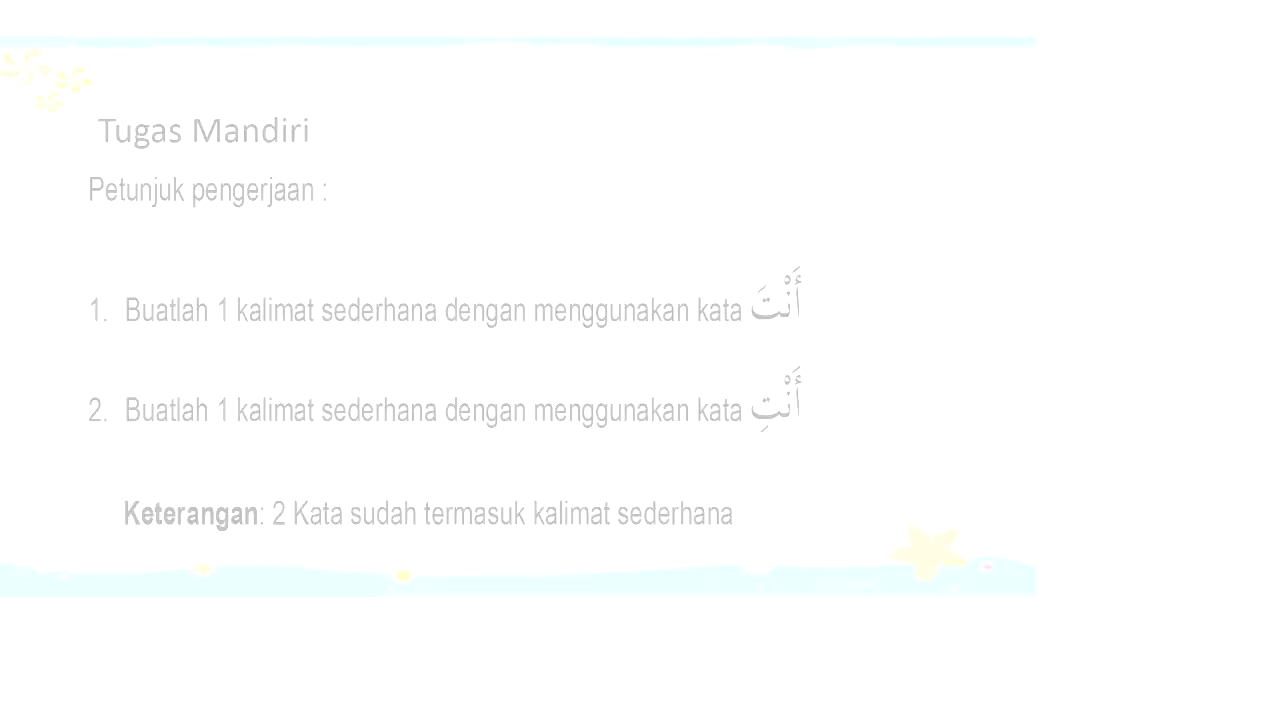 Tugas Mandiri
Petunjuk pengerjaan :
1. Buatlah 1 kalimat sederhana dengan menggunakan kata أَنْتَ
2. Buatlah 1 kalimat sederhana dengan menggunakan kata أَنْتِ
Keterangan: 2 Kata sudah termasuk kalimat sederhana